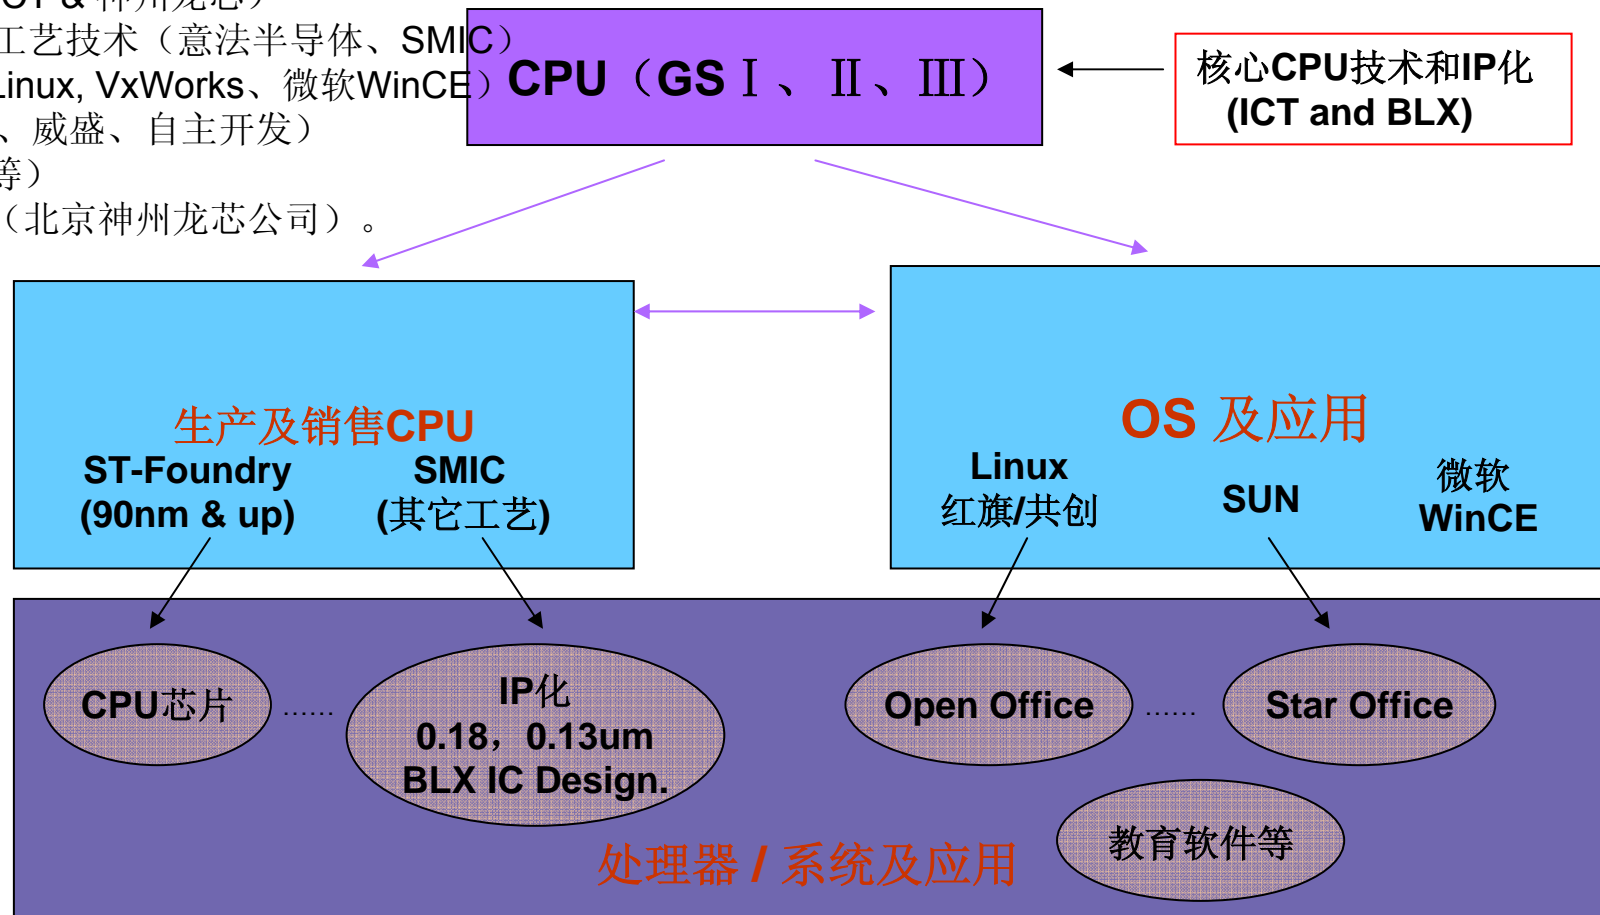 CT & 神州龙芯）
工艺技术（意法半导体、SMIC）
Linux, VxWorks、微软WinCE）
、威盛、自主开发）
等）
（北京神州龙芯公司）。
CPU（GSⅠ、Ⅱ、Ⅲ）
核心CPU技术和IP化
(ICT and BLX)
生产及销售CPU
ST-Foundry
(90nm & up)
SMIC
(其它工艺)
OS 及应用
Linux
红旗/共创
SUN
微软
WinCE
CPU芯片
……
IP化
0.18，0.13um
BLX IC Design.
Open Office
……
Star Office
教育软件等
处理器 / 系统及应用